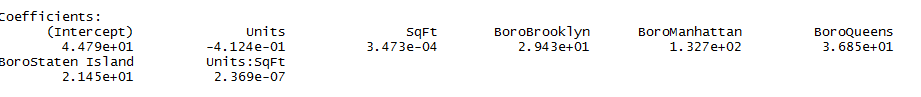 Coefficients:
(Intercept) Units SqFt BoroBrooklyn BoroManhattan BoroQueens
4.479e+01 -4.124e-01 3.473e-04 2.943e+01 1.327e+02 3.685e+01
BoroStaten Island Units:SqFt
2.145e+01 2.369e-07